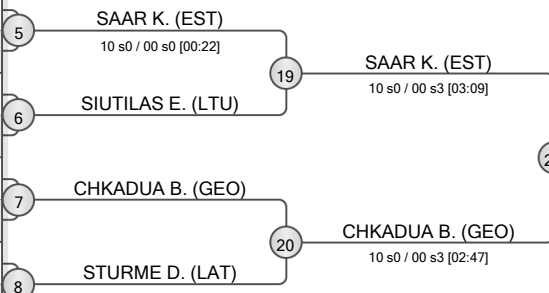 SAAR K. (EST)
5
10 s0 / 00 s0 [00:22]
19
SAAR K. (EST)
10 s0 / 00 s3 [03:09]
SIUTILAS E. (LTU)
6
CHKADUA B. (GEO)
7
20
CHKADUA B. (GEO)
10 s0 / 00 s3 [02:47]
STURME D. (LAT)
8